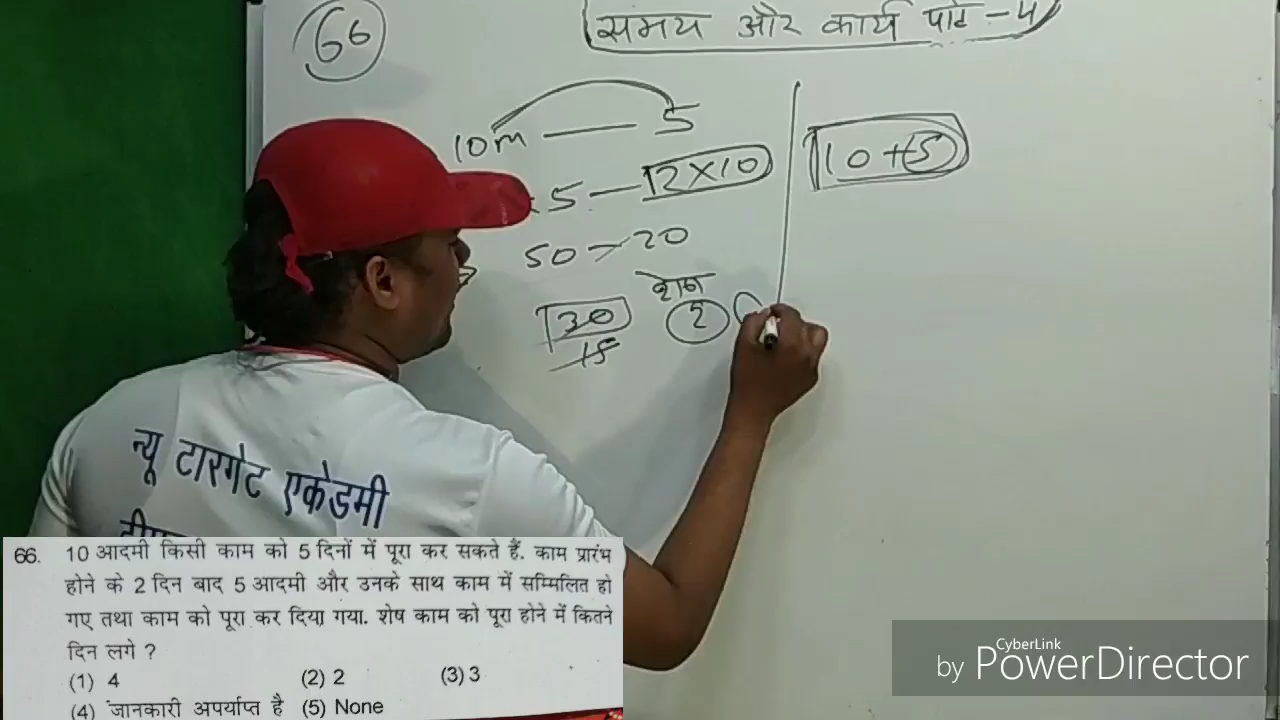 66
समय और कार्य पार्ट-4
10m — 5
5 — 12×10
10+5
50 > 20
शेष
30
15
2
न्यू टारगेट एकेडमी
66. 10 आदमी किसी काम को 5 दिनों में पूरा कर सकते हैं. काम प्रारंभ
होने के 2 दिन बाद 5 आदमी और उनके साथ काम में सम्मिलित हो
गए तथा काम को पूरा कर दिया गया. शेष काम को पूरा होने में कितने
दिन लगे ?
(1) 4 (2) 2 (3) 3
(4) जानकारी अपर्याप्त है (5) None
by CyberLink PowerDirector